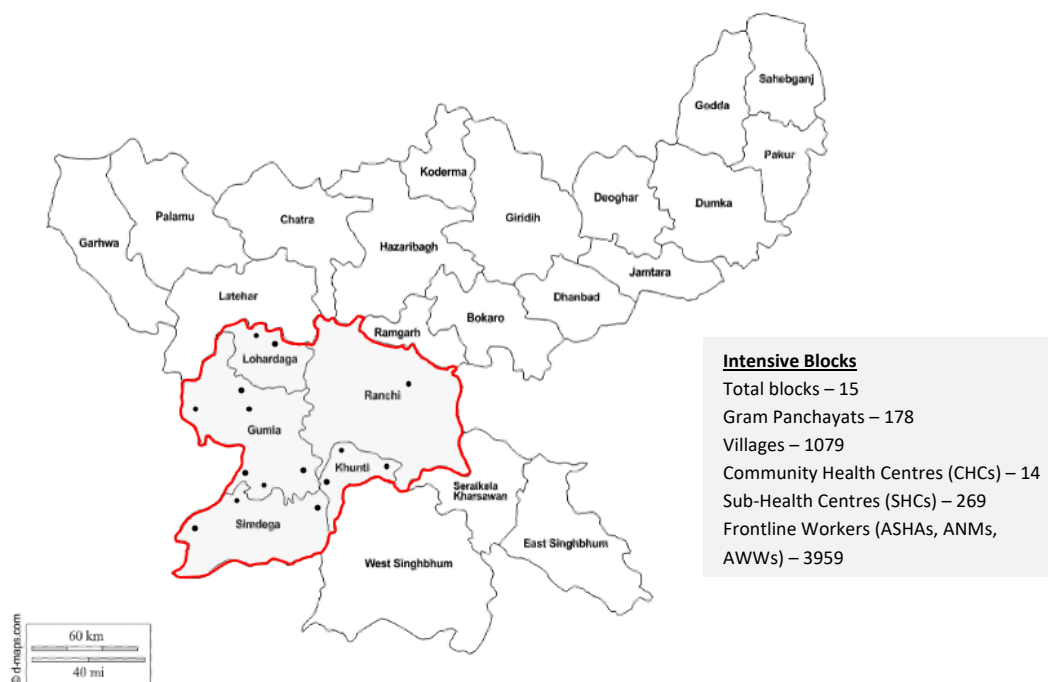 Sahebganj
Godda
Pakur
Koderma
Deoghar
Dumka
Palamu
Chatra
Giridih
Garhwa
Hazaribagh
Jamtara
Latehar
Dhanbad
Bokaro
Ramgarh
Lohardaga
Ranchi
Gumla
Khunti
Seraikela
Kharsawan
Simdega
East Singhbhum
West Singhbhum
Intensive Blocks
Total blocks – 15
Gram Panchayats – 178
Villages – 1079
Community Health Centres (CHCs) – 14
Sub-Health Centres (SHCs) – 269
Frontline Workers (ASHAs, ANMs,
AWWs) – 3959
© d-maps.com
60 km
40 mi